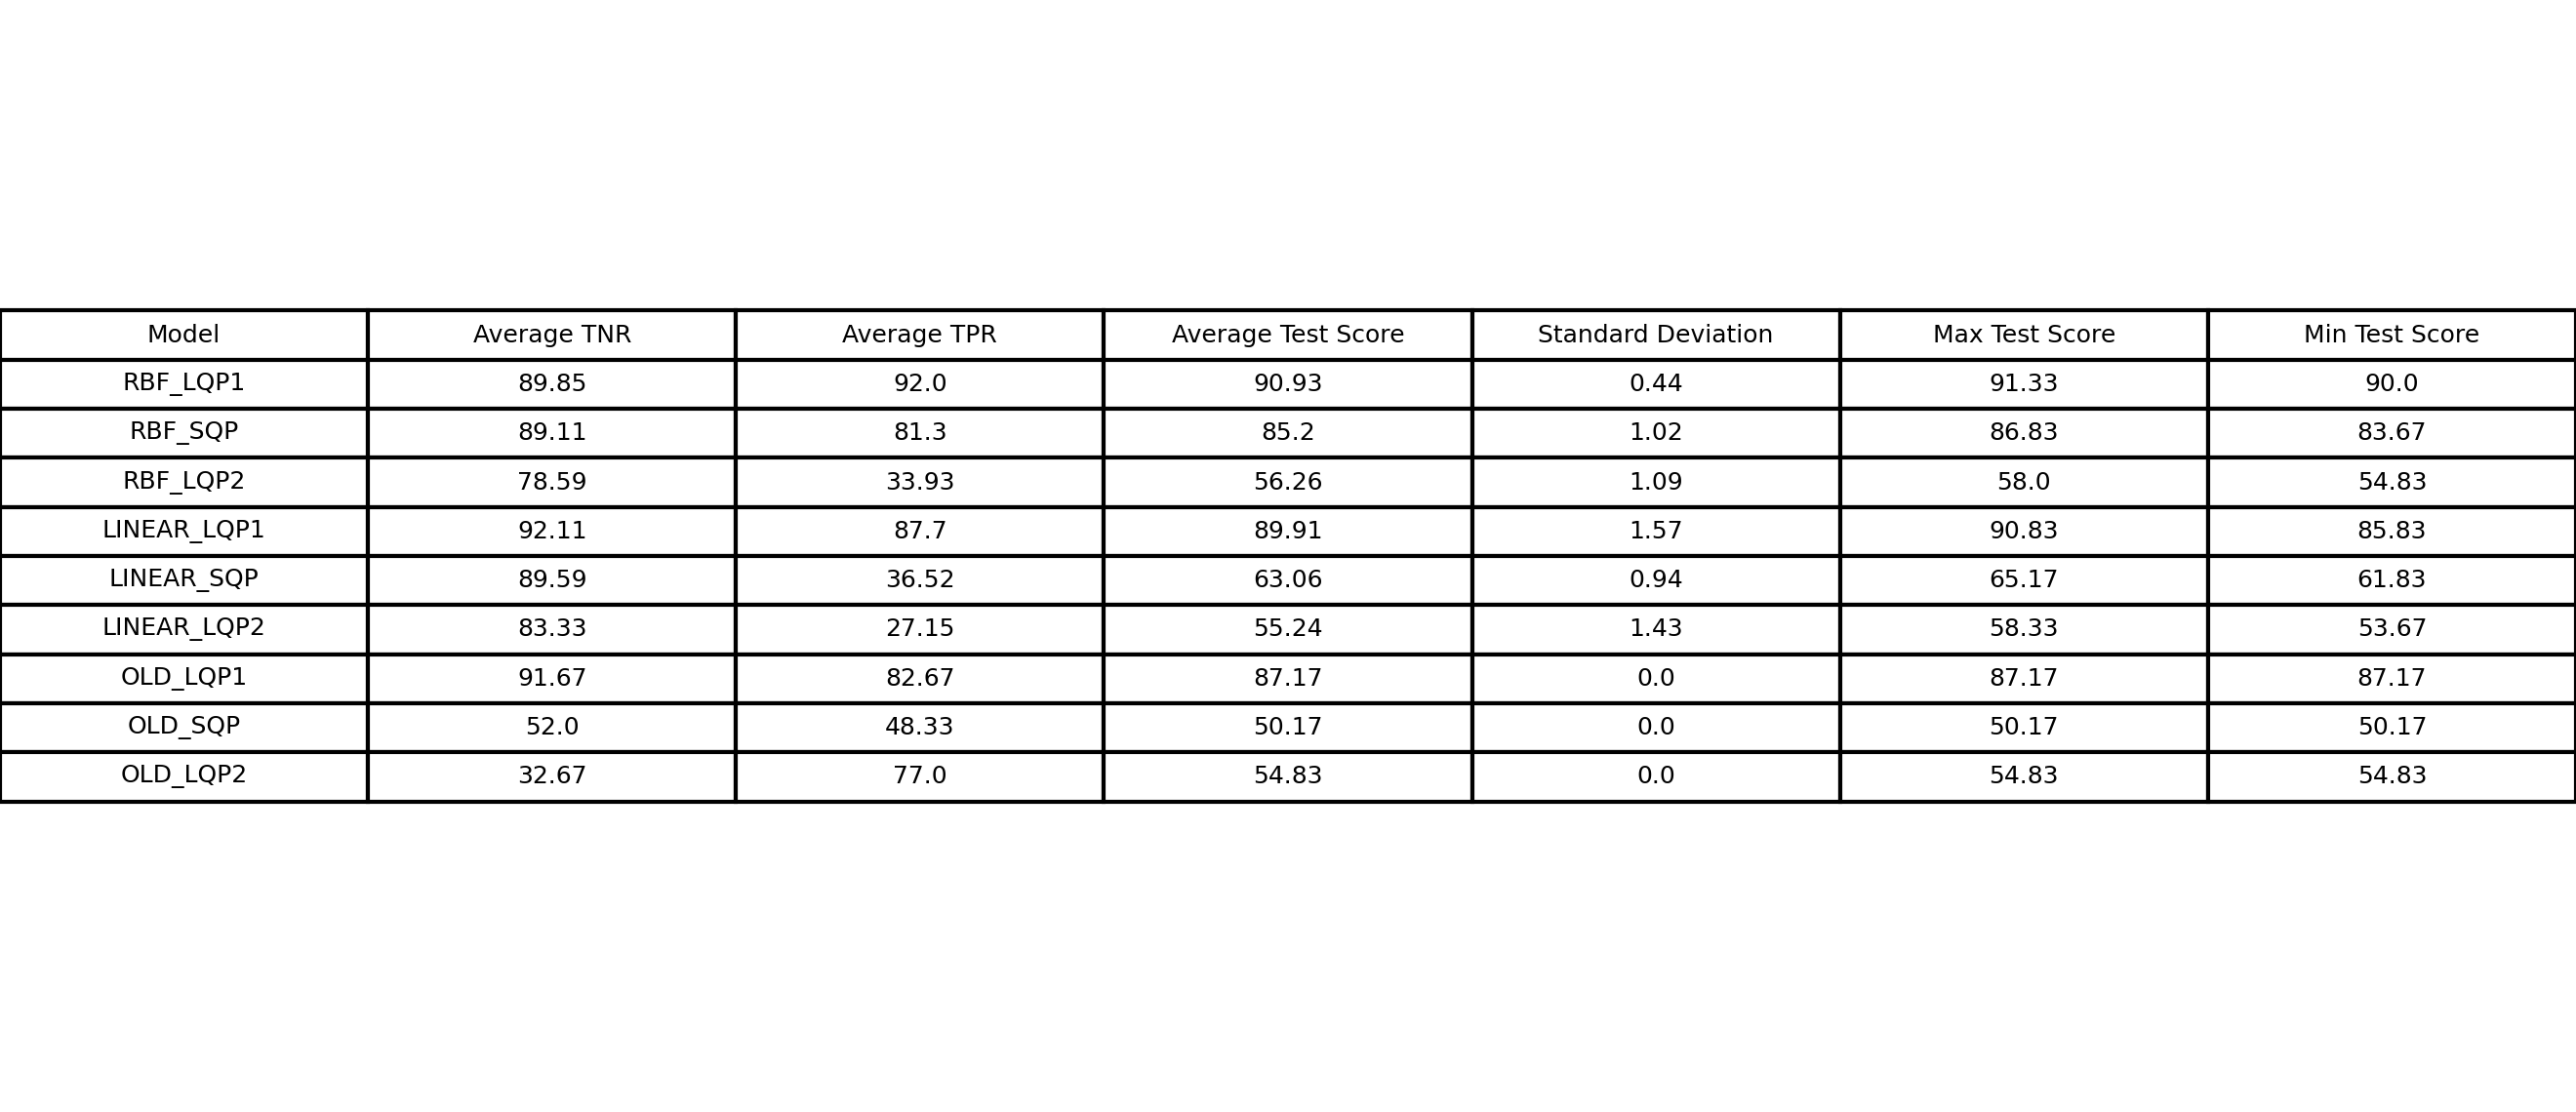 Model Average TNR Average TPR Average Test Score Standard Deviation Max Test Score Min Test Score
RBF_LQP1 89.85 92.0 90.93 0.44 91.33 90.0
RBF_SQP 89.11 81.3 85.2 1.02 86.83 83.67
RBF_LQP2 78.59 33.93 56.26 1.09 58.0 54.83
LINEAR_LQP1 92.11 87.7 89.91 1.57 90.83 85.83
LINEAR_SQP 89.59 36.52 63.06 0.94 65.17 61.83
LINEAR_LQP2 83.33 27.15 55.24 1.43 58.33 53.67
OLD_LQP1 91.67 82.67 87.17 0.0 87.17 87.17
OLD_SQP 52.0 48.33 50.17 0.0 50.17 50.17
OLD_LQP2 32.67 77.0 54.83 0.0 54.83 54.83